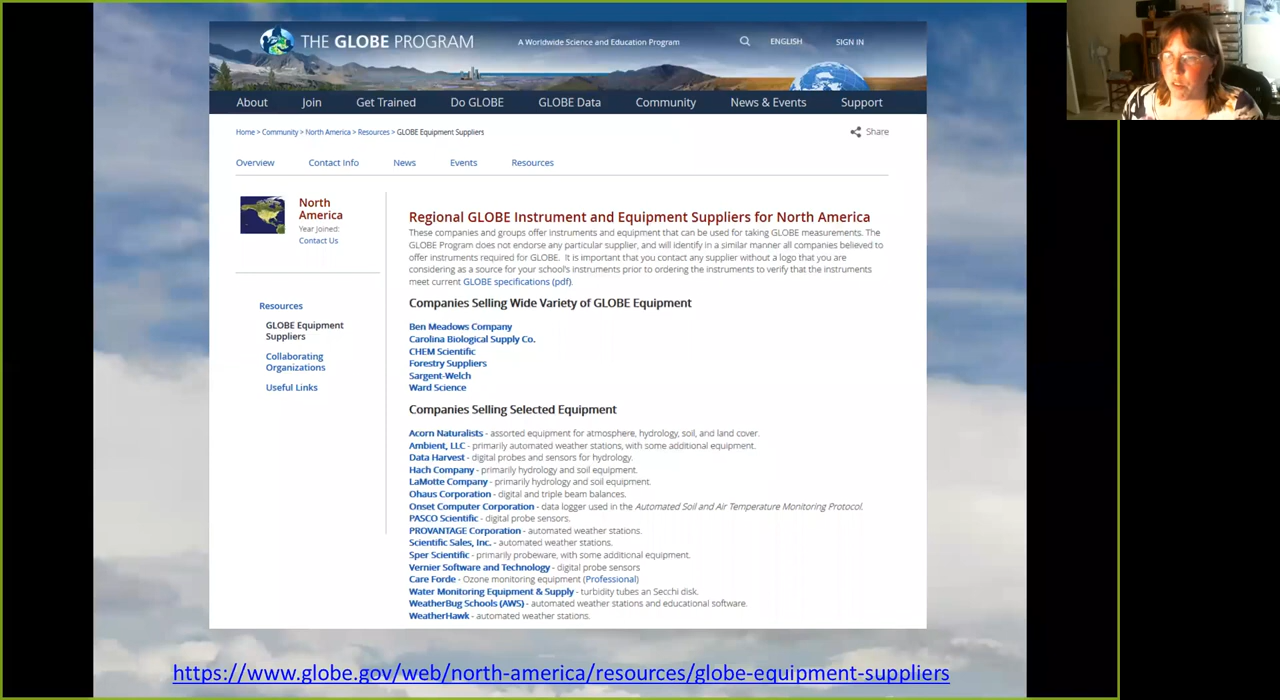 THE GLOBE PROGRAM
A Worldwide Science and Education Program
ENGLISH
SIGN IN
About Join Get Trained Do GLOBE GLOBE Data Community News & Events Support
Home > Community > North America > Resources > GLOBE Equipment Suppliers
Share
Overview Contact Info News Events Resources
North
America
Year Joined:
Contact Us
Resources
GLOBE Equipment
Suppliers
Collaborating
Organizations
Useful Links
Regional GLOBE Instrument and Equipment Suppliers for North America
These companies and groups offer instruments and equipment that can be used for taking GLOBE measurements. The
GLOBE Program does not endorse any particular supplier, and will identify in a similar manner all companies believed to
offer instruments required for GLOBE. It is important that you contact any supplier without a logo that you are
considering as a source for your school's instruments prior to ordering the instruments to verify that the instruments
meet current GLOBE specifications (pdf).
Companies Selling Wide Variety of GLOBE Equipment
Ben Meadows Company
Carolina Biological Supply Co.
CHEM Scientific
Forestry Suppliers
Sargent-Welch
Ward Science
Companies Selling Selected Equipment
Acorn Naturalists - assorted equipment for atmosphere, hydrology, soil, and land cover.
Ambient, LLC - primarily automated weather stations, with some additional equipment.
Data Harvest - digital probes and sensors for hydrology.
Hach Company - primarily hydrology and soil equipment.
LaMotte Company - primarily hydrology and soil equipment.
Ohaus Corporation - digital and triple beam balances.
Onset Computer Corporation - data logger used in the Automated Soil and Air Temperature Monitoring Protocol.
PASCO Scientific - digital probe sensors.
PROVANTAGE Corporation - automated weather stations.
Scientific Sales, Inc. - automated weather stations.
Sper Scientific - primarily probeware, with some additional equipment.
Vernier Software and Technology - digital probe sensors
Care Forde - Ozone monitoring equipment (Professional)
Water Monitoring Equipment & Supply - turbidity tubes an Secchi disk.
WeatherBug Schools (AWS) - automated weather stations and educational software.
WeatherHawk - automated weather stations.
https://www.globe.gov/web/north-america/resources/globe-equipment-suppliers